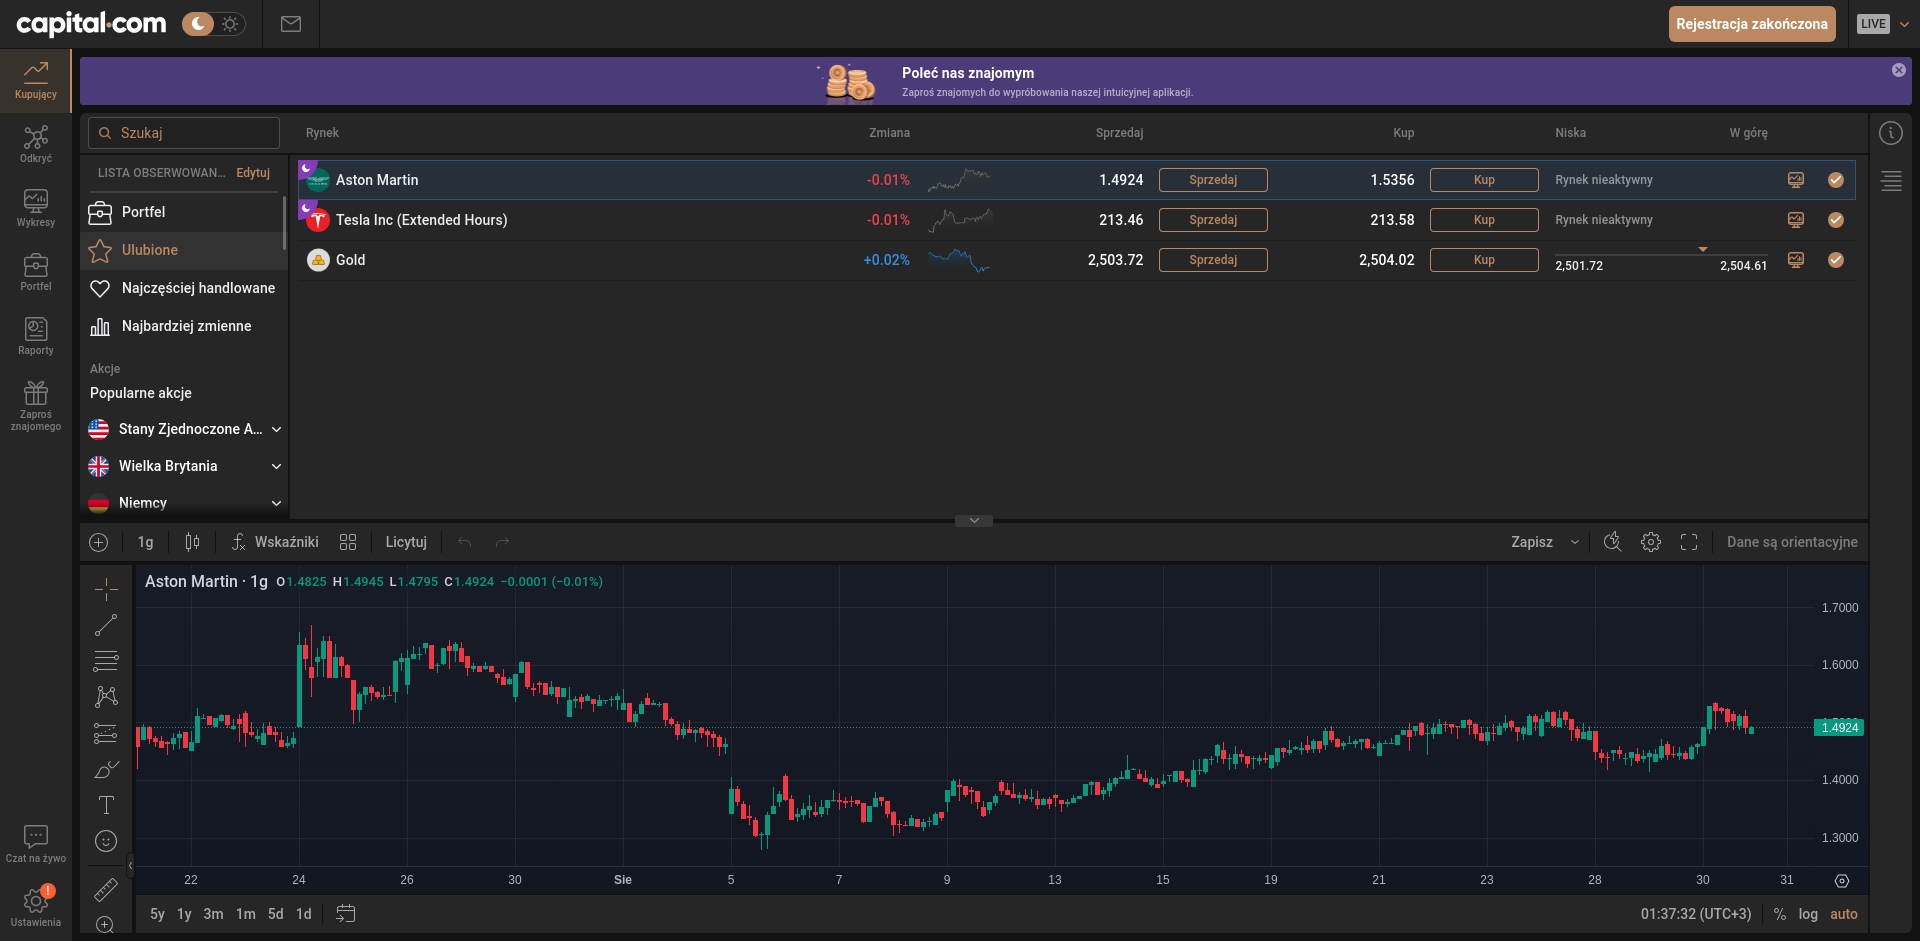 capital.com
Rejestracja zakończona
LIVE
Kupujący
Odkryć
Wykresy
Portfel
Raporty
Zaproś
znajomego
Czat na żywo
!
Ustawienia
Poleć nas znajomym
Zaproś znajomych do wypróbowania naszej intuicyjnej aplikacji.
Szukaj
Rynek Zmiana Sprzedaj Kup Niska W górę
LISTA OBSERWOWAN... Edytuj
Portfel
Ulubione
Najczęściej handlowane
Najbardziej zmienne
Akcje
Popularne akcje
Stany Zjednoczone A...
Wielka Brytania
Niemcy
Aston Martin -0.01% 1.4924 Sprzedaj 1.5356 Kup Rynek nieaktywny
Tesla Inc (Extended Hours) -0.01% 213.46 Sprzedaj 213.58 Kup Rynek nieaktywny
Gold +0.02% 2,503.72 Sprzedaj 2,504.02 Kup 2,501.72 2,504.61
1g Wskaźniki Licytuj Zapisz Dane są orientacyjne
Aston Martin · 1g O1.4825 H1.4945 L1.4795 C1.4924 −0.0001 (−0.01%)
1.7000
1.6000
1.4924
1.4000
1.3000
22 24 26 30 Sie 5 7 9 13 15 19 21 23 28 30 31
5y 1y 3m 1m 5d 1d 01:37:32 (UTC+3) % log auto